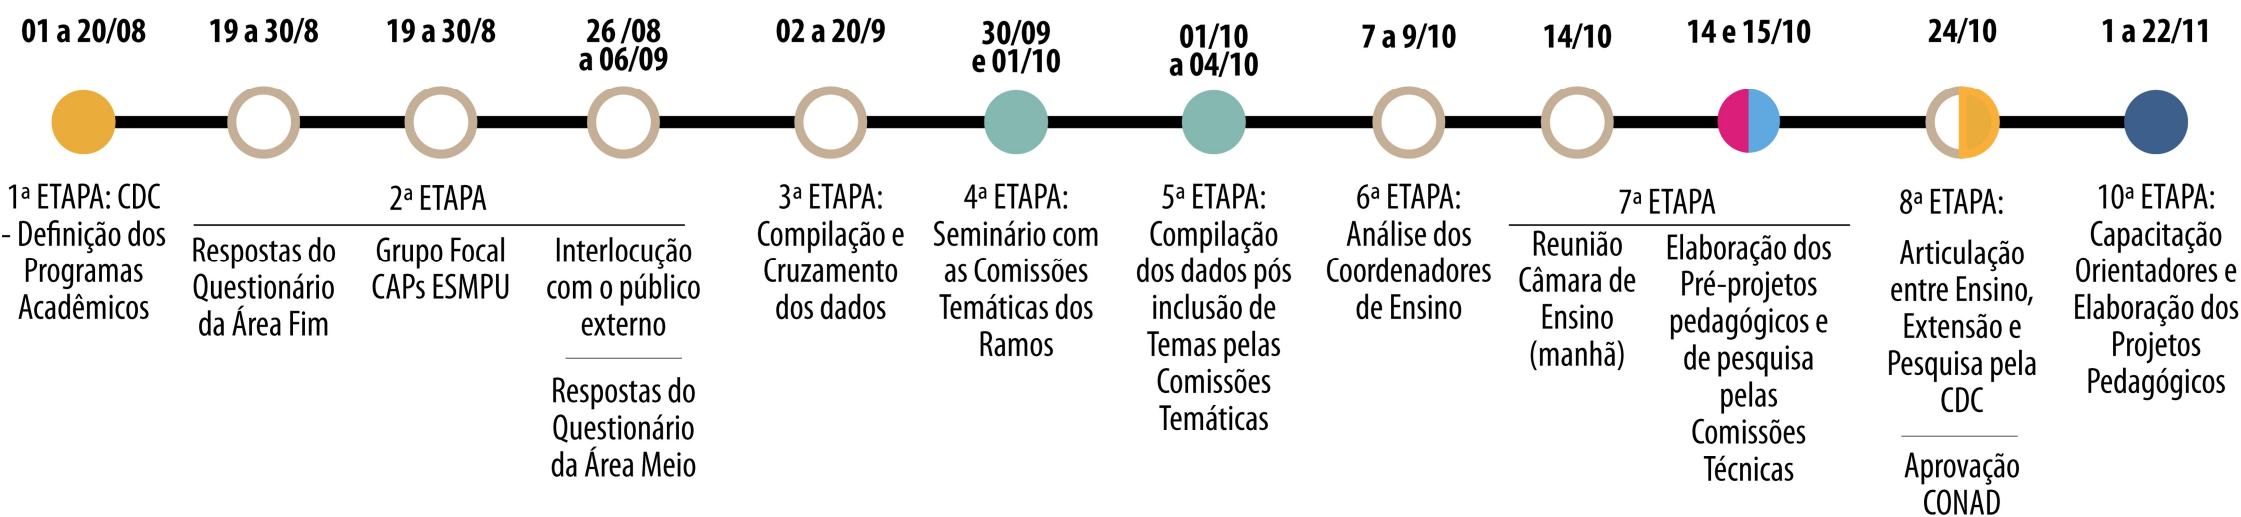 01 a 20/08
19 a 30/8
19 a 30/8
26 /08
a 06/09
02 a 20/9
30/09
e 01/10
01/10
a 04/10
7 a 9/10
14/10
14 e 15/10
24/10
1 a 22/11
1ª ETAPA: CDC
- Definição dos
Programas
Acadêmicos
2ª ETAPA
Respostas do
Questionário
da Área Fim
Grupo Focal
CAPs ESMPU
Interlocução
com o público
externo
Respostas do
Questionário
da Área Meio
3ª ETAPA:
Compilação e
Cruzamento
dos dados
4ª ETAPA:
Seminário com
as Comissões
Temáticas dos
Ramos
5ª ETAPA:
Compilação
dos dados pós
inclusão de
Temas pelas
Comissões
Temáticas
6ª ETAPA:
Análise dos
Coordenadores
de Ensino
7ª ETAPA
Reunião
Câmara de
Ensino
(manhã)
Elaboração dos
Pré-projetos
pedagógicos e
de pesquisa
pelas
Comissões
Técnicas
8ª ETAPA:
Articulação
entre Ensino,
Extensão e
Pesquisa pela
CDC
Aprovação
CONAD
10ª ETAPA:
Capacitação
Orientadores e
Elaboração dos
Projetos
Pedagógicos